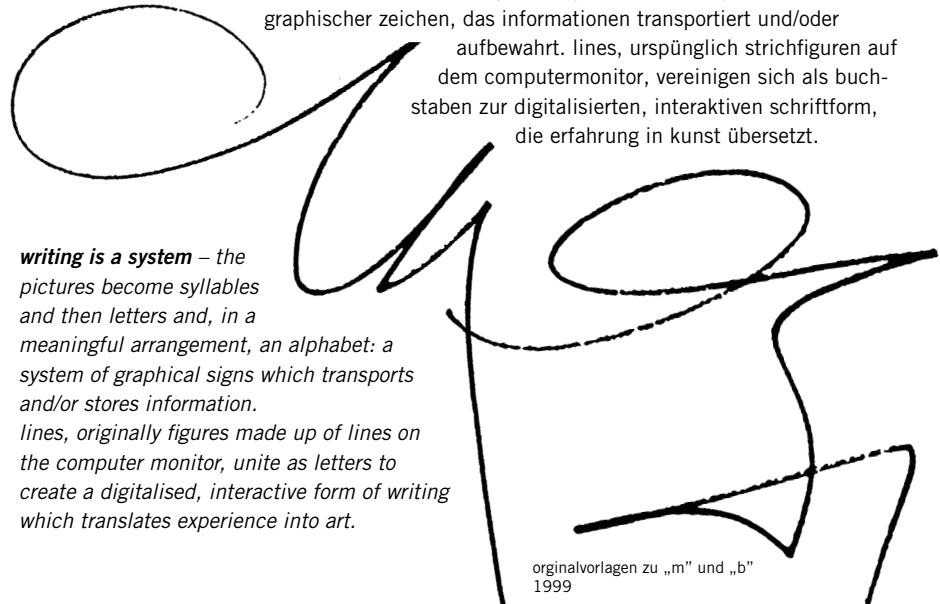 graphischer zeichen, das informationen transportiert und/oder
aufbewahrt. lines, urspünglich strichfiguren auf
dem computermonitor, vereinigen sich als buch-
staben zur digitalisierten, interaktiven schriftform,
die erfahrung in kunst übersetzt.
writing is a system – the
pictures become syllables
and then letters and, in a
meaningful arrangement, an alphabet: a
system of graphical signs which transports
and/or stores information.
lines, originally figures made up of lines on
the computer monitor, unite as letters to
create a digitalised, interactive form of writing
which translates experience into art.
orginalvorlagen zu „m” und „b”
1999